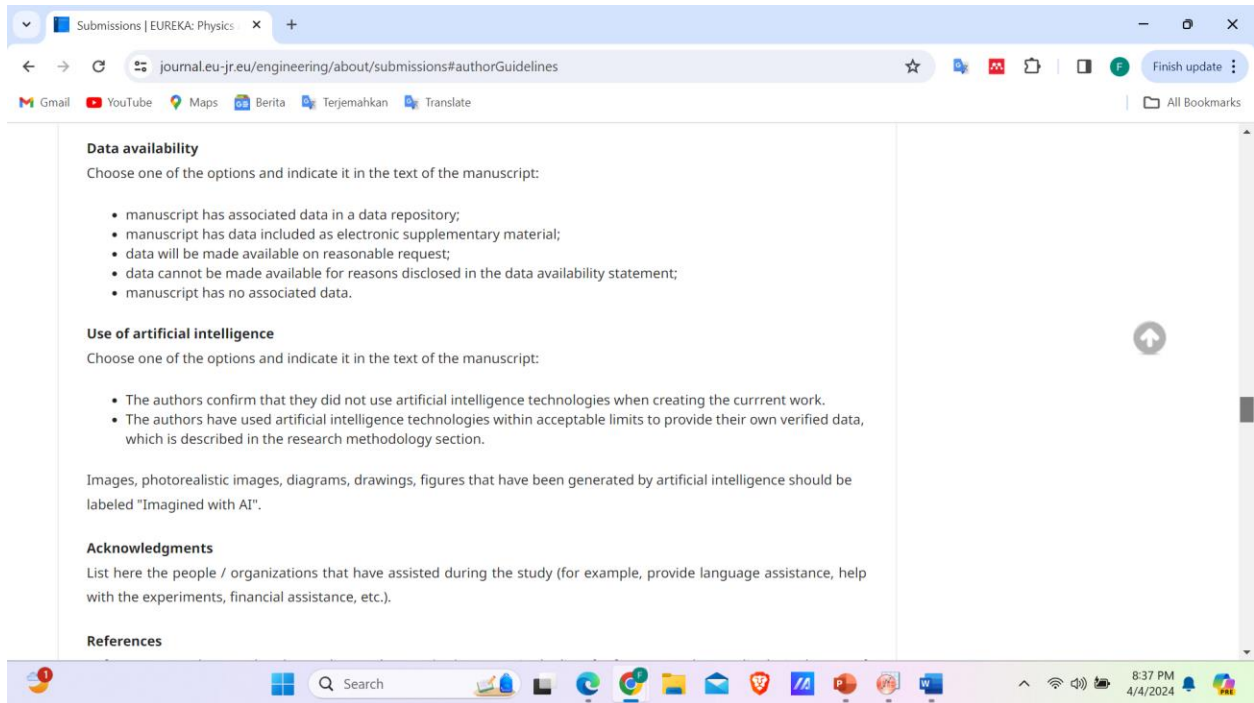 Submissions | EUREKA: Physics
journal.eu-jr.eu/engineering/about/submissions#authorGuidelines
F
Finish update
Gmail
YouTube
Maps
Berita
Terjemahkan
Translate
All Bookmarks
Data availability
Choose one of the options and indicate it in the text of the manuscript:
• manuscript has associated data in a data repository;
• manuscript has data included as electronic supplementary material;
• data will be made available on reasonable request;
• data cannot be made available for reasons disclosed in the data availability statement;
• manuscript has no associated data.
Use of artificial intelligence
Choose one of the options and indicate it in the text of the manuscript:
• The authors confirm that they did not use artificial intelligence technologies when creating the currrent work.
• The authors have used artificial intelligence technologies within acceptable limits to provide their own verified data,
which is described in the research methodology section.
Images, photorealistic images, diagrams, drawings, figures that have been generated by artificial intelligence should be
labeled "Imagined with AI".
Acknowledgments
List here the people / organizations that have assisted during the study (for example, provide language assistance, help
with the experiments, financial assistance, etc.).
References
Search
8:37 PM
4/4/2024